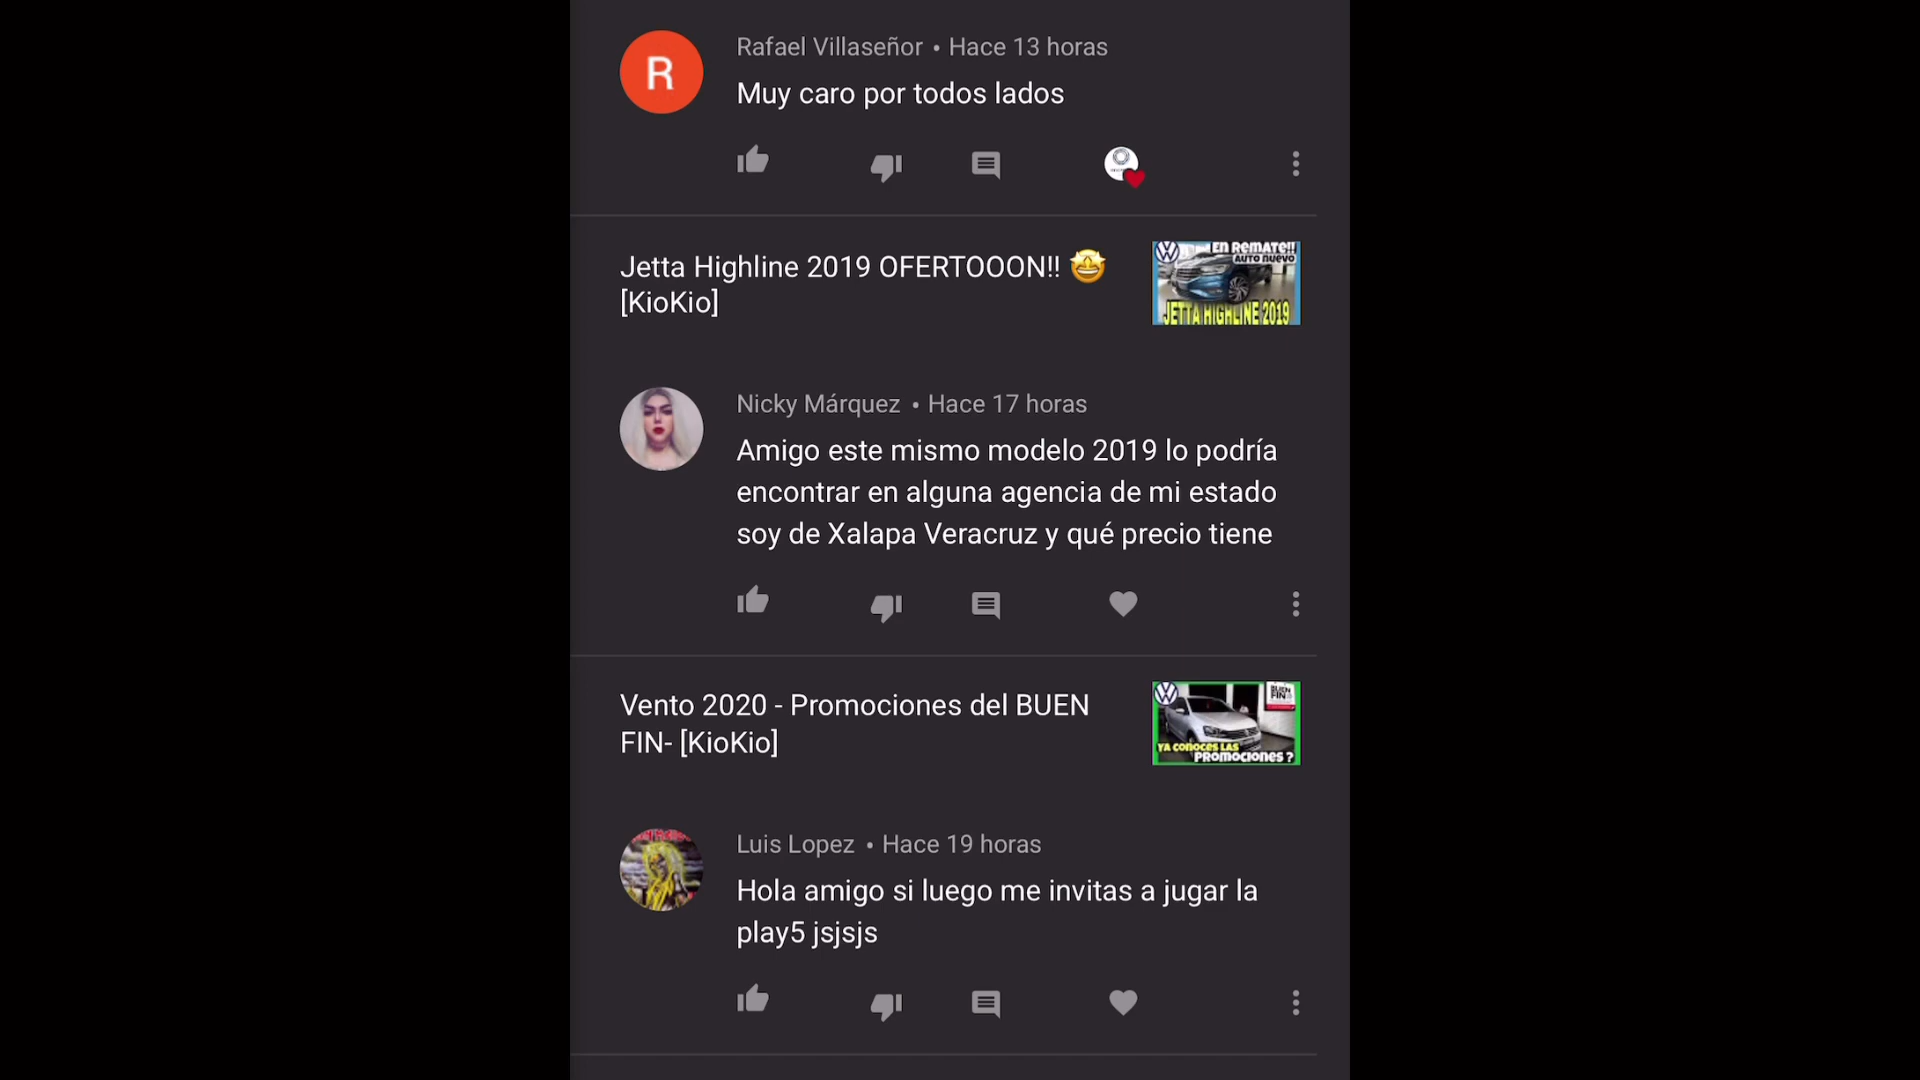 R
Rafael Villaseñor • Hace 13 horas
Muy caro por todos lados
Jetta Highline 2019 OFERTOOON!! 🤩
[KioKio]
EN REMATE!!
AUTO NUEVO
JETTA HIGHLINE 2019
Nicky Márquez • Hace 17 horas
Amigo este mismo modelo 2019 lo podría
encontrar en alguna agencia de mi estado
soy de Xalapa Veracruz y qué precio tiene
Vento 2020 - Promociones del BUEN
FIN- [KioKio]
BUEN
FIN
YA CONOCES LAS
PROMOCIONES ?
Luis Lopez • Hace 19 horas
Hola amigo si luego me invitas a jugar la
play5 jsjsjs